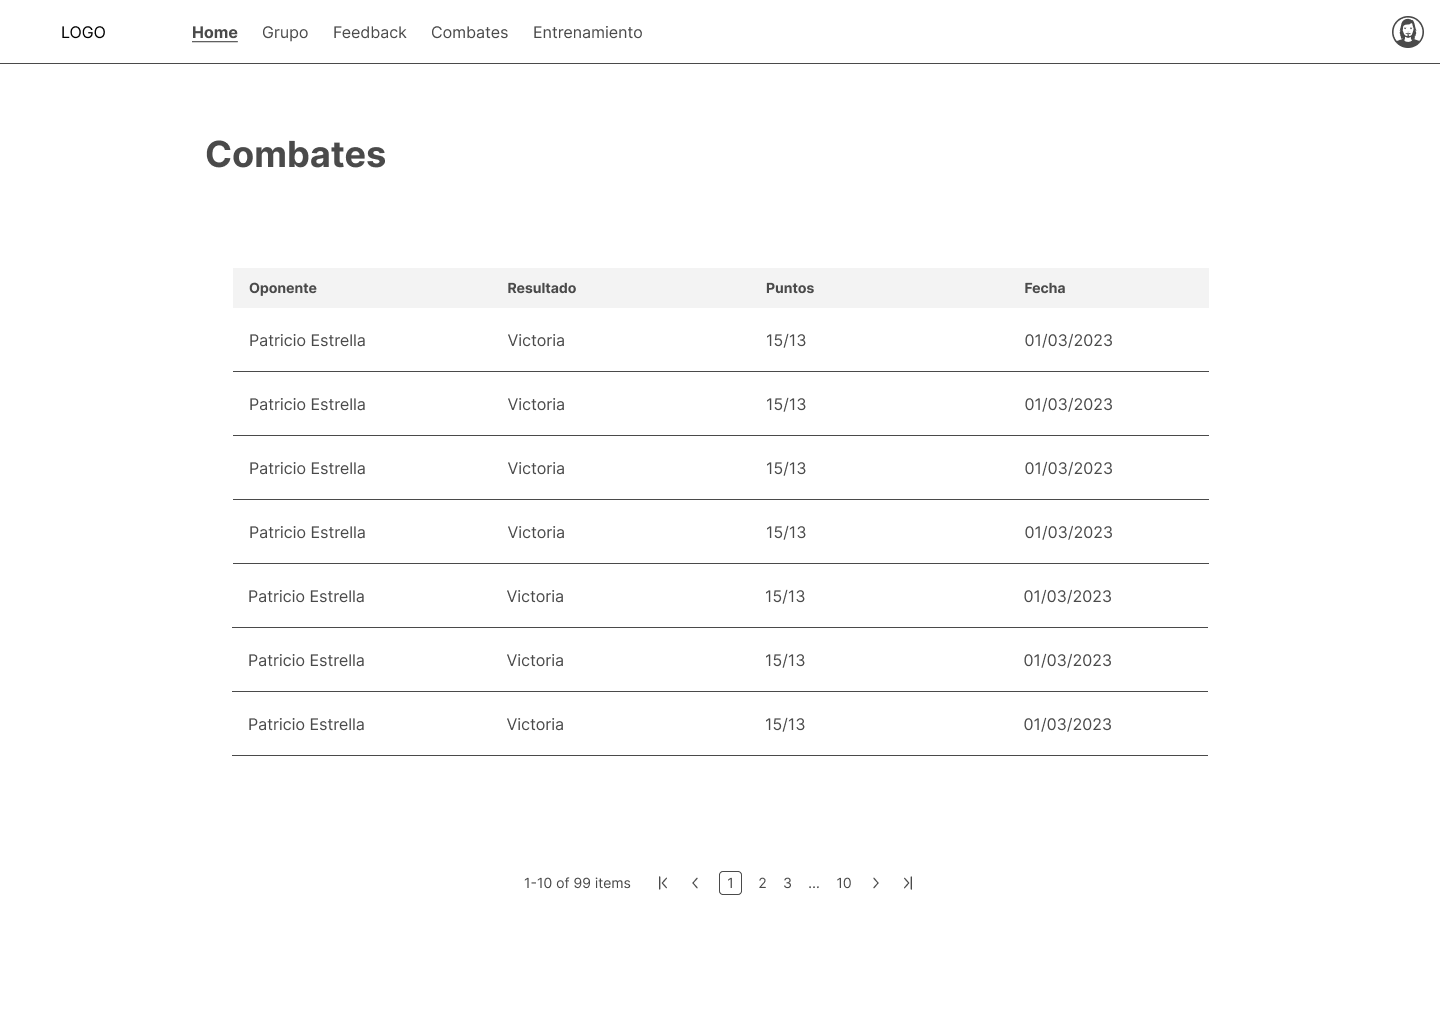 LOGO Home Grupo Feedback Combates Entrenamiento
Combates
Oponente Resultado Puntos Fecha
Patricio Estrella Victoria 15/13 01/03/2023
Patricio Estrella Victoria 15/13 01/03/2023
Patricio Estrella Victoria 15/13 01/03/2023
Patricio Estrella Victoria 15/13 01/03/2023
Patricio Estrella Victoria 15/13 01/03/2023
Patricio Estrella Victoria 15/13 01/03/2023
Patricio Estrella Victoria 15/13 01/03/2023
1-10 of 99 items 1 2 3 ... 10